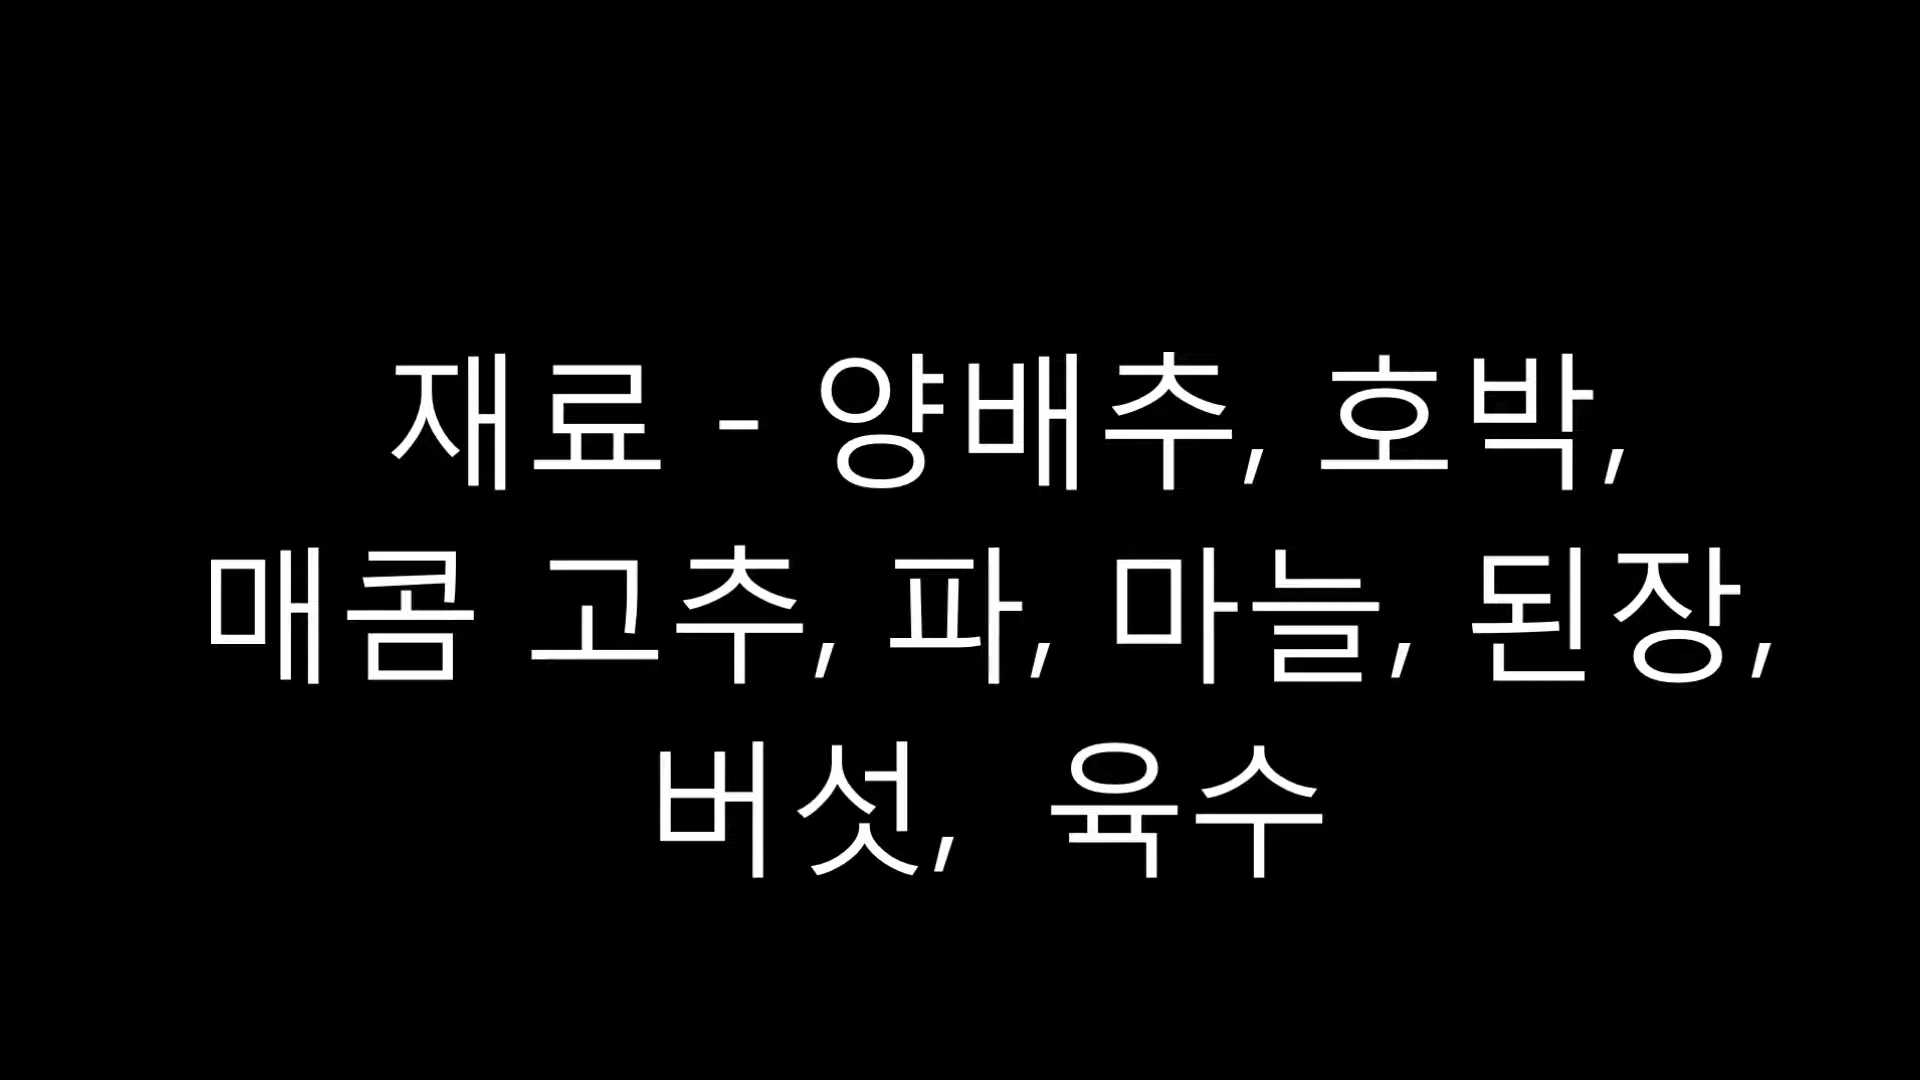 재료 - 양배추, 호박,
매콤 고추, 파, 마늘, 된장,
버섯,  육수